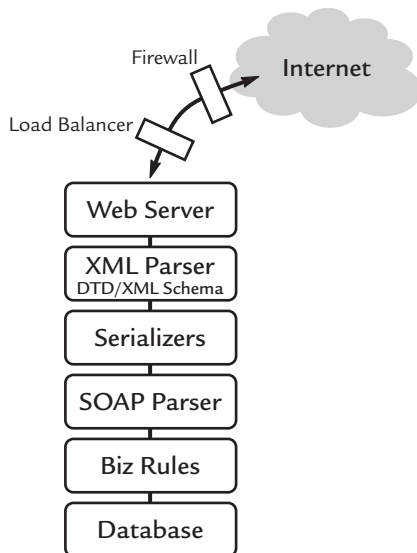 Firewall
Internet
Load Balancer
Web Server
XML Parser
DTD/XML Schema
Serializers
SOAP Parser
Biz Rules
Database